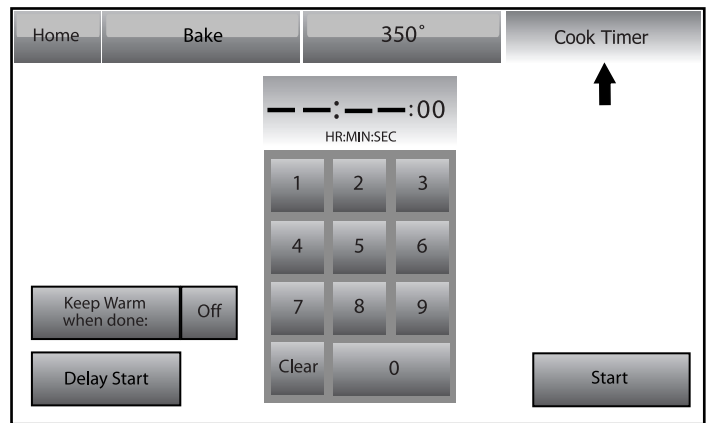 Home Bake 350° Cook Timer
– –:– –:00
HR:MIN:SEC
1 2 3
4 5 6
7 8 9
Keep Warm
when done: Off
Clear 0
Delay Start
Start